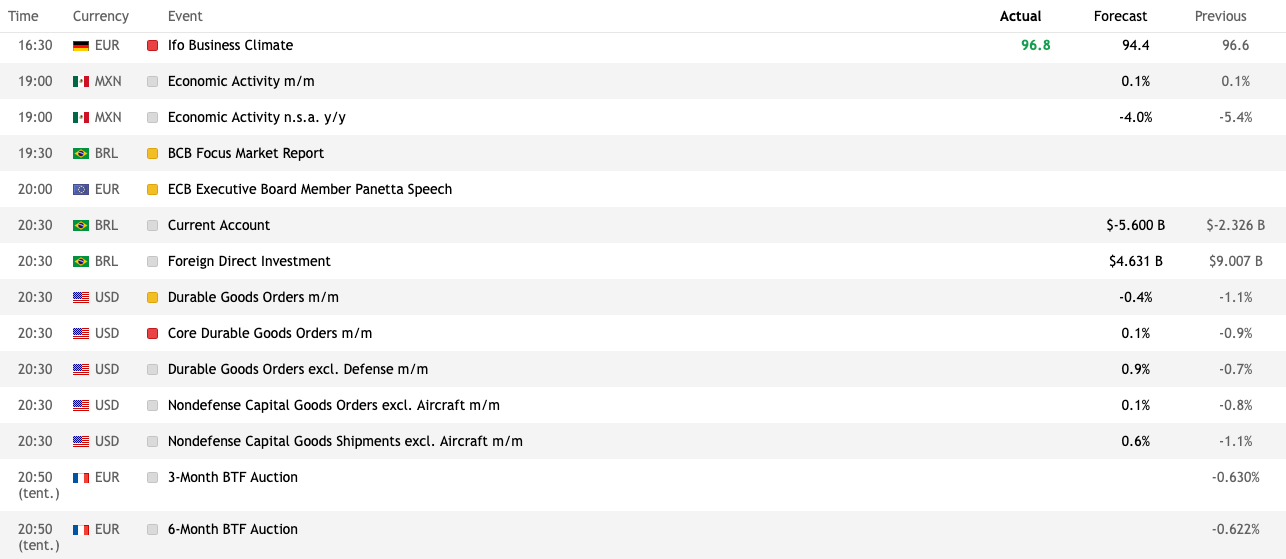 Time Currency Event Actual Forecast Previous
16:30 EUR Ifo Business Climate 96.8 94.4 96.6
19:00 MXN Economic Activity m/m 0.1% 0.1%
19:00 MXN Economic Activity n.s.a. y/y -4.0% -5.4%
19:30 BRL BCB Focus Market Report
20:00 EUR ECB Executive Board Member Panetta Speech
20:30 BRL Current Account $-5.600 B $-2.326 B
20:30 BRL Foreign Direct Investment $4.631 B $9.007 B
20:30 USD Durable Goods Orders m/m -0.4% -1.1%
20:30 USD Core Durable Goods Orders m/m 0.1% -0.9%
20:30 USD Durable Goods Orders excl. Defense m/m 0.9% -0.7%
20:30 USD Nondefense Capital Goods Orders excl. Aircraft m/m 0.1% -0.8%
20:30 USD Nondefense Capital Goods Shipments excl. Aircraft m/m 0.6% -1.1%
20:50 EUR 3-Month BTF Auction -0.630%
(tent.)
20:50 EUR 6-Month BTF Auction -0.622%
(tent.)